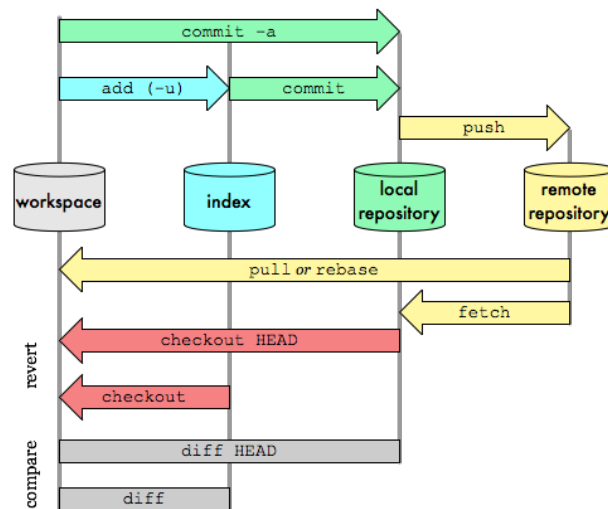 commit -a
add (-u)
commit
push
workspace
index
local
repository
remote
repository
pull or rebase
fetch
revert
checkout HEAD
checkout
compare
diff HEAD
diff